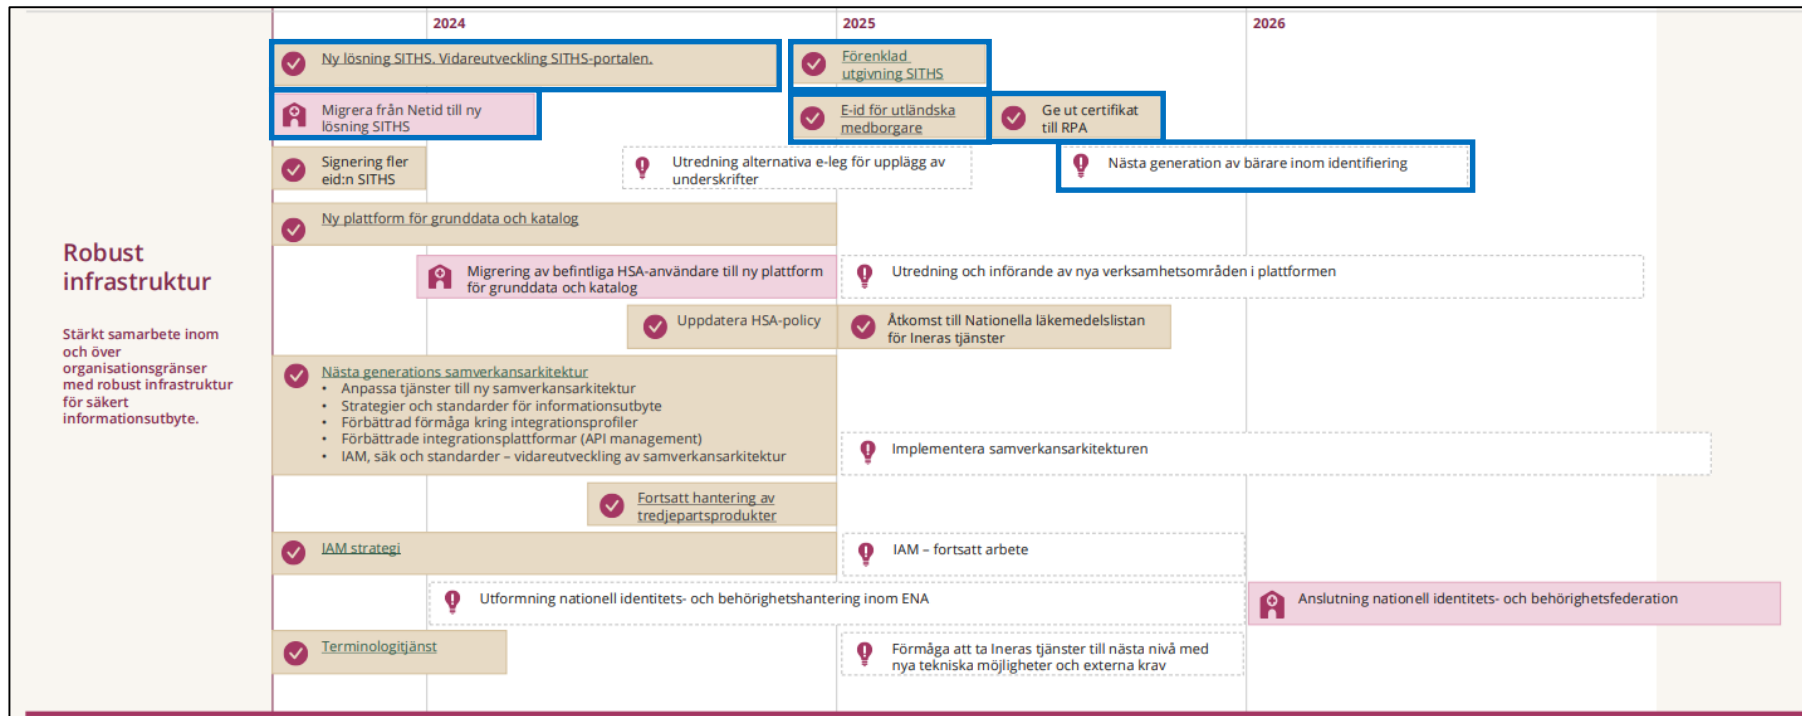 2024
2025
2026
Robust
infrastruktur
Stärkt samarbete inom
och över
organisationsgränser
med robust infrastruktur
för säkert
informationsutbyte.
Ny lösning SITHS. Vidareutveckling SITHS-portalen.
Förenklad
utgivning SITHS
Migrera från Netid till ny
lösning SITHS
E-id för utländska
medborgare
Ge ut certifikat
till RPA
Signering fler
eid:n SITHS
Utredning alternativa e-leg för upplägg av
underskrifter
Nästa generation av bärare inom identifiering
Ny plattform för grunddata och katalog
Migrering av befintliga HSA-användare till ny plattform
för grunddata och katalog
Utredning och införande av nya verksamhetsområden i plattformen
Uppdatera HSA-policy
Åtkomst till Nationella läkemedelslistan
för Ineras tjänster
Nästa generations samverkansarkitektur
• Anpassa tjänster till ny samverkansarkitektur
• Strategier och standarder för informationsutbyte
• Förbättrad förmåga kring integrationsprofiler
• Förbättrade integrationsplattformar (API management)
• IAM, säk och standarder – vidareutveckling av samverkansarkitektur
Implementera samverkansarkitekturen
Fortsatt hantering av
tredjepartsprodukter
IAM strategi
IAM – fortsatt arbete
Utformning nationell identitets- och behörighetshantering inom ENA
Anslutning nationell identitets- och behörighetsfederation
Terminologitjänst
Förmåga att ta Ineras tjänster till nästa nivå med
nya tekniska möjligheter och externa krav